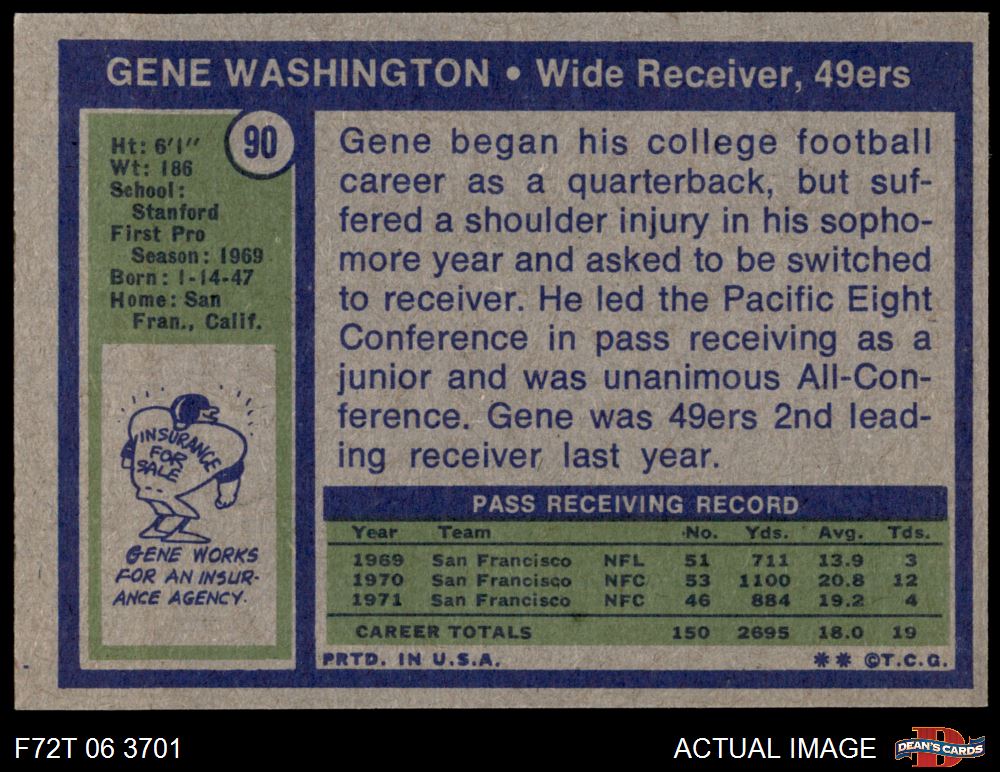 GENE WASHINGTON • Wide Receiver, 49ers
90
Ht: 6'1"
Wt: 186
School:
Stanford
First Pro
Season: 1969
Born: 1-14-47
Home: San
Fran., Calif.
INSURANCE
FOR
SALE
GENE WORKS
FOR AN INSUR-
ANCE AGENCY.
Gene began his college football
career as a quarterback, but suf-
fered a shoulder injury in his sopho-
more year and asked to be switched
to receiver. He led the Pacific Eight
Conference in pass receiving as a
junior and was unanimous All-Con-
ference. Gene was 49ers 2nd lead-
ing receiver last year.
PASS RECEIVING RECORD
Year Team No. Yds. Avg. Tds.
1969 San Francisco NFL 51 711 13.9 3
1970 San Francisco NFC 53 1100 20.8 12
1971 San Francisco NFC 46 884 19.2 4
CAREER TOTALS 150 2695 18.0 19
PRTD. IN U.S.A. ** ©T.C.G.
F72T 06 3701 ACTUAL IMAGE DEAN'S CARDS